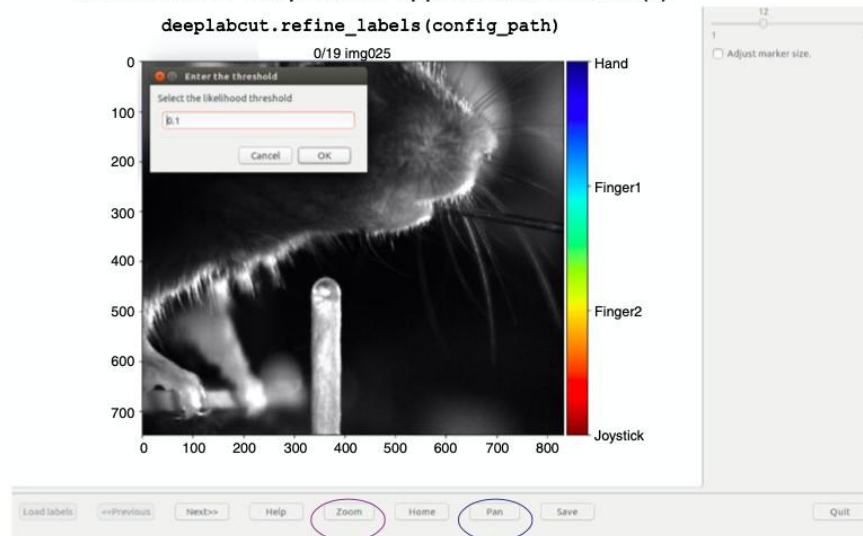 deeplabcut.refine_labels(config_path)
0/19 img025
Enter the threshold
Select the likelihood threshold
0.1
Cancel OK
0
100
200
300
400
500
600
700
0 100 200 300 400 500 600 700 800
Hand
Finger1
Finger2
Joystick
12
1
Adjust marker size.
Load labels <<Previous Next>> Help Zoom Home Pan Save Quit